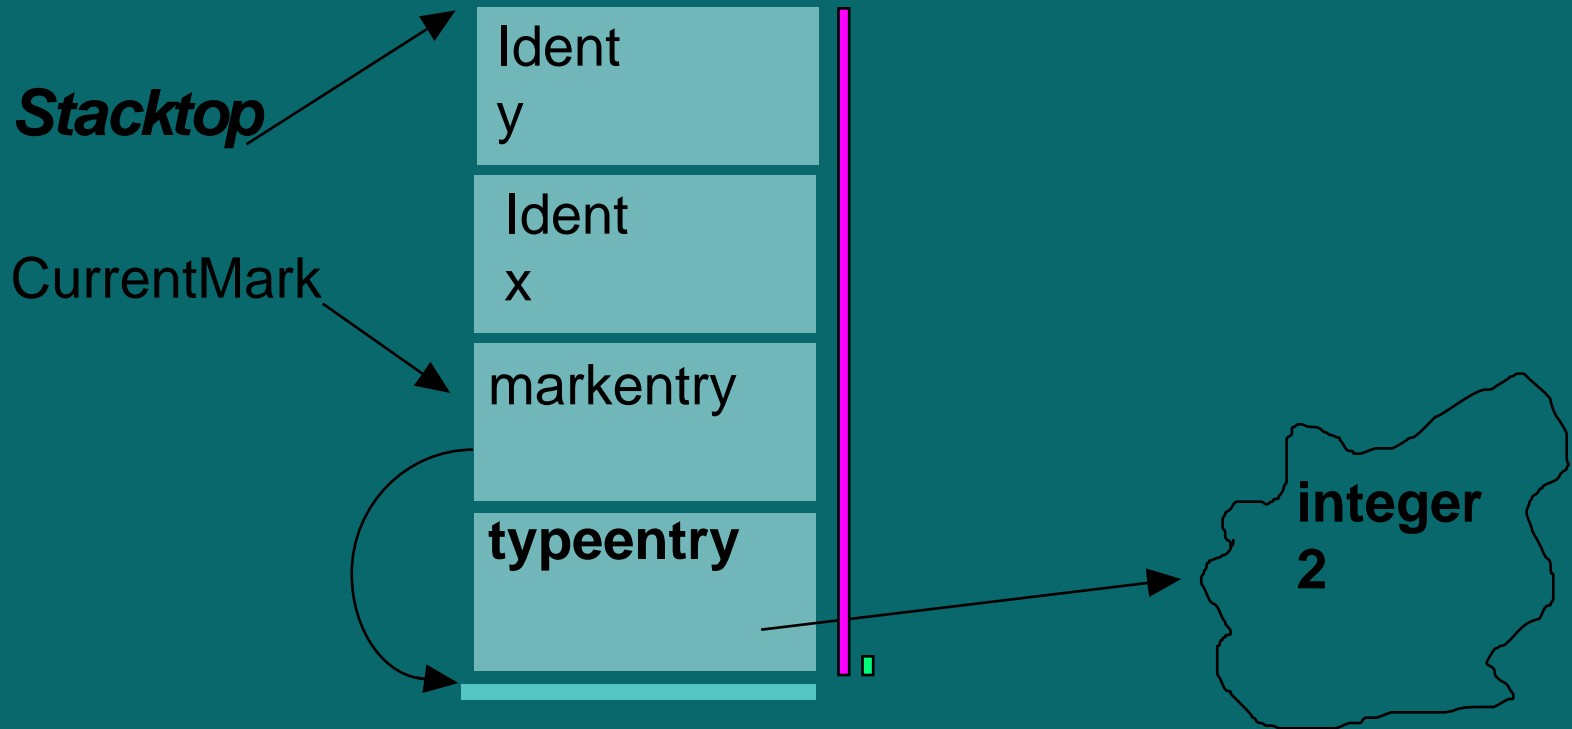 Stacktop
Ident
y
Ident
x
CurrentMark
markentry
typeentry
integer
2